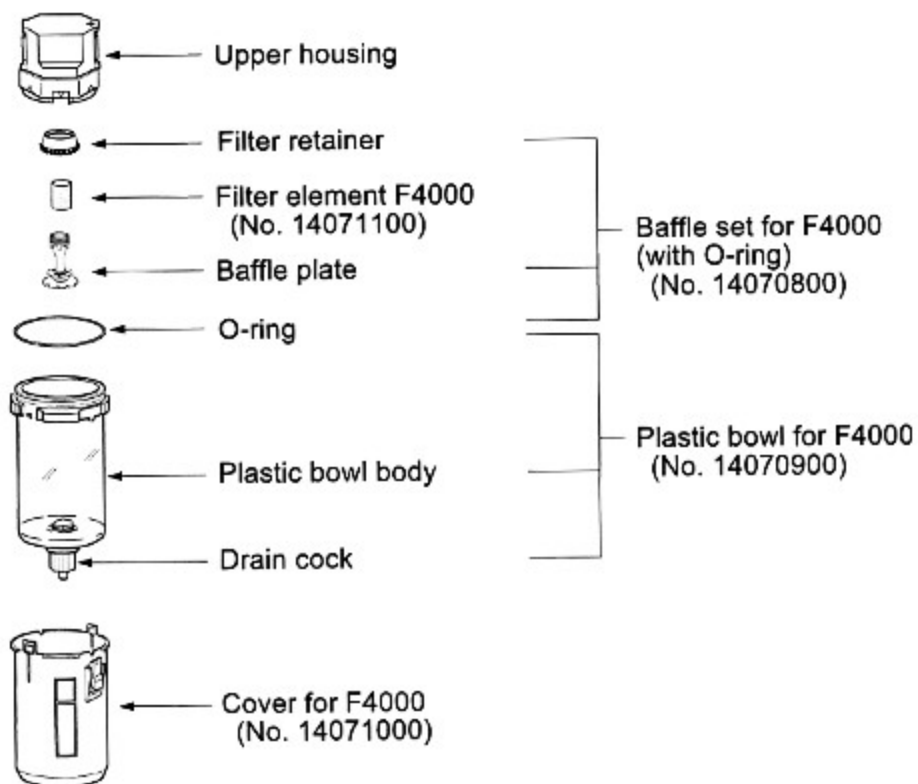 Upper housing
Filter retainer
Filter element F4000
(No. 14071100)
Baffle plate
O-ring
Baffle set for F4000
(with O-ring)
(No. 14070800)
Plastic bowl body
Drain cock
Plastic bowl for F4000
(No. 14070900)
Cover for F4000
(No. 14071000)